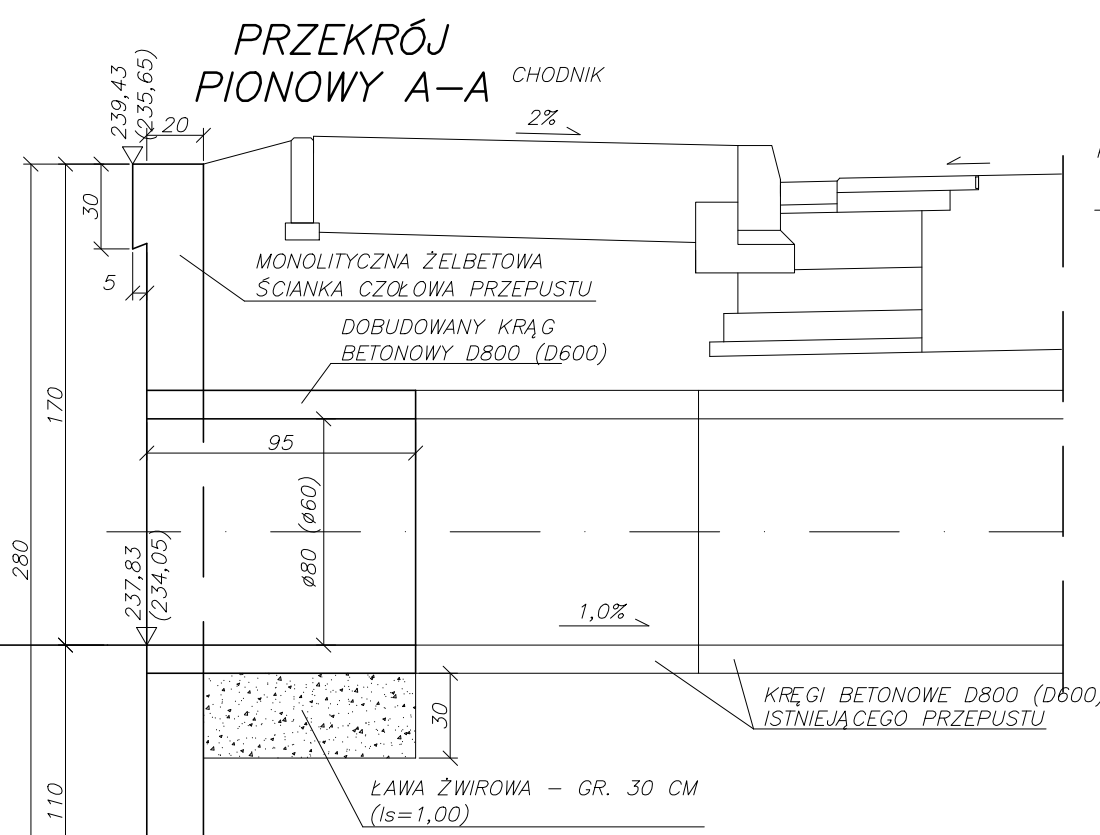 PRZEKRÓJ
PIONOWY A–A
CHODNIK
2%
239,43
(235,65)
20
30
5
MONOLITYCZNA ŻELBETOWA
ŚCIANKA CZOŁOWA PRZEPUSTU
DOBUDOWANY KRĄG
BETONOWY D800 (D600)
170
95
280
ø80 (ø60)
237,83
(234,05)
1,0%
30
KRĘGI BETONOWE D800 (D600)
ISTNIEJĄCEGO PRZEPUSTU
110
ŁAWA ŻWIROWA – GR. 30 CM
(Is=1,00)